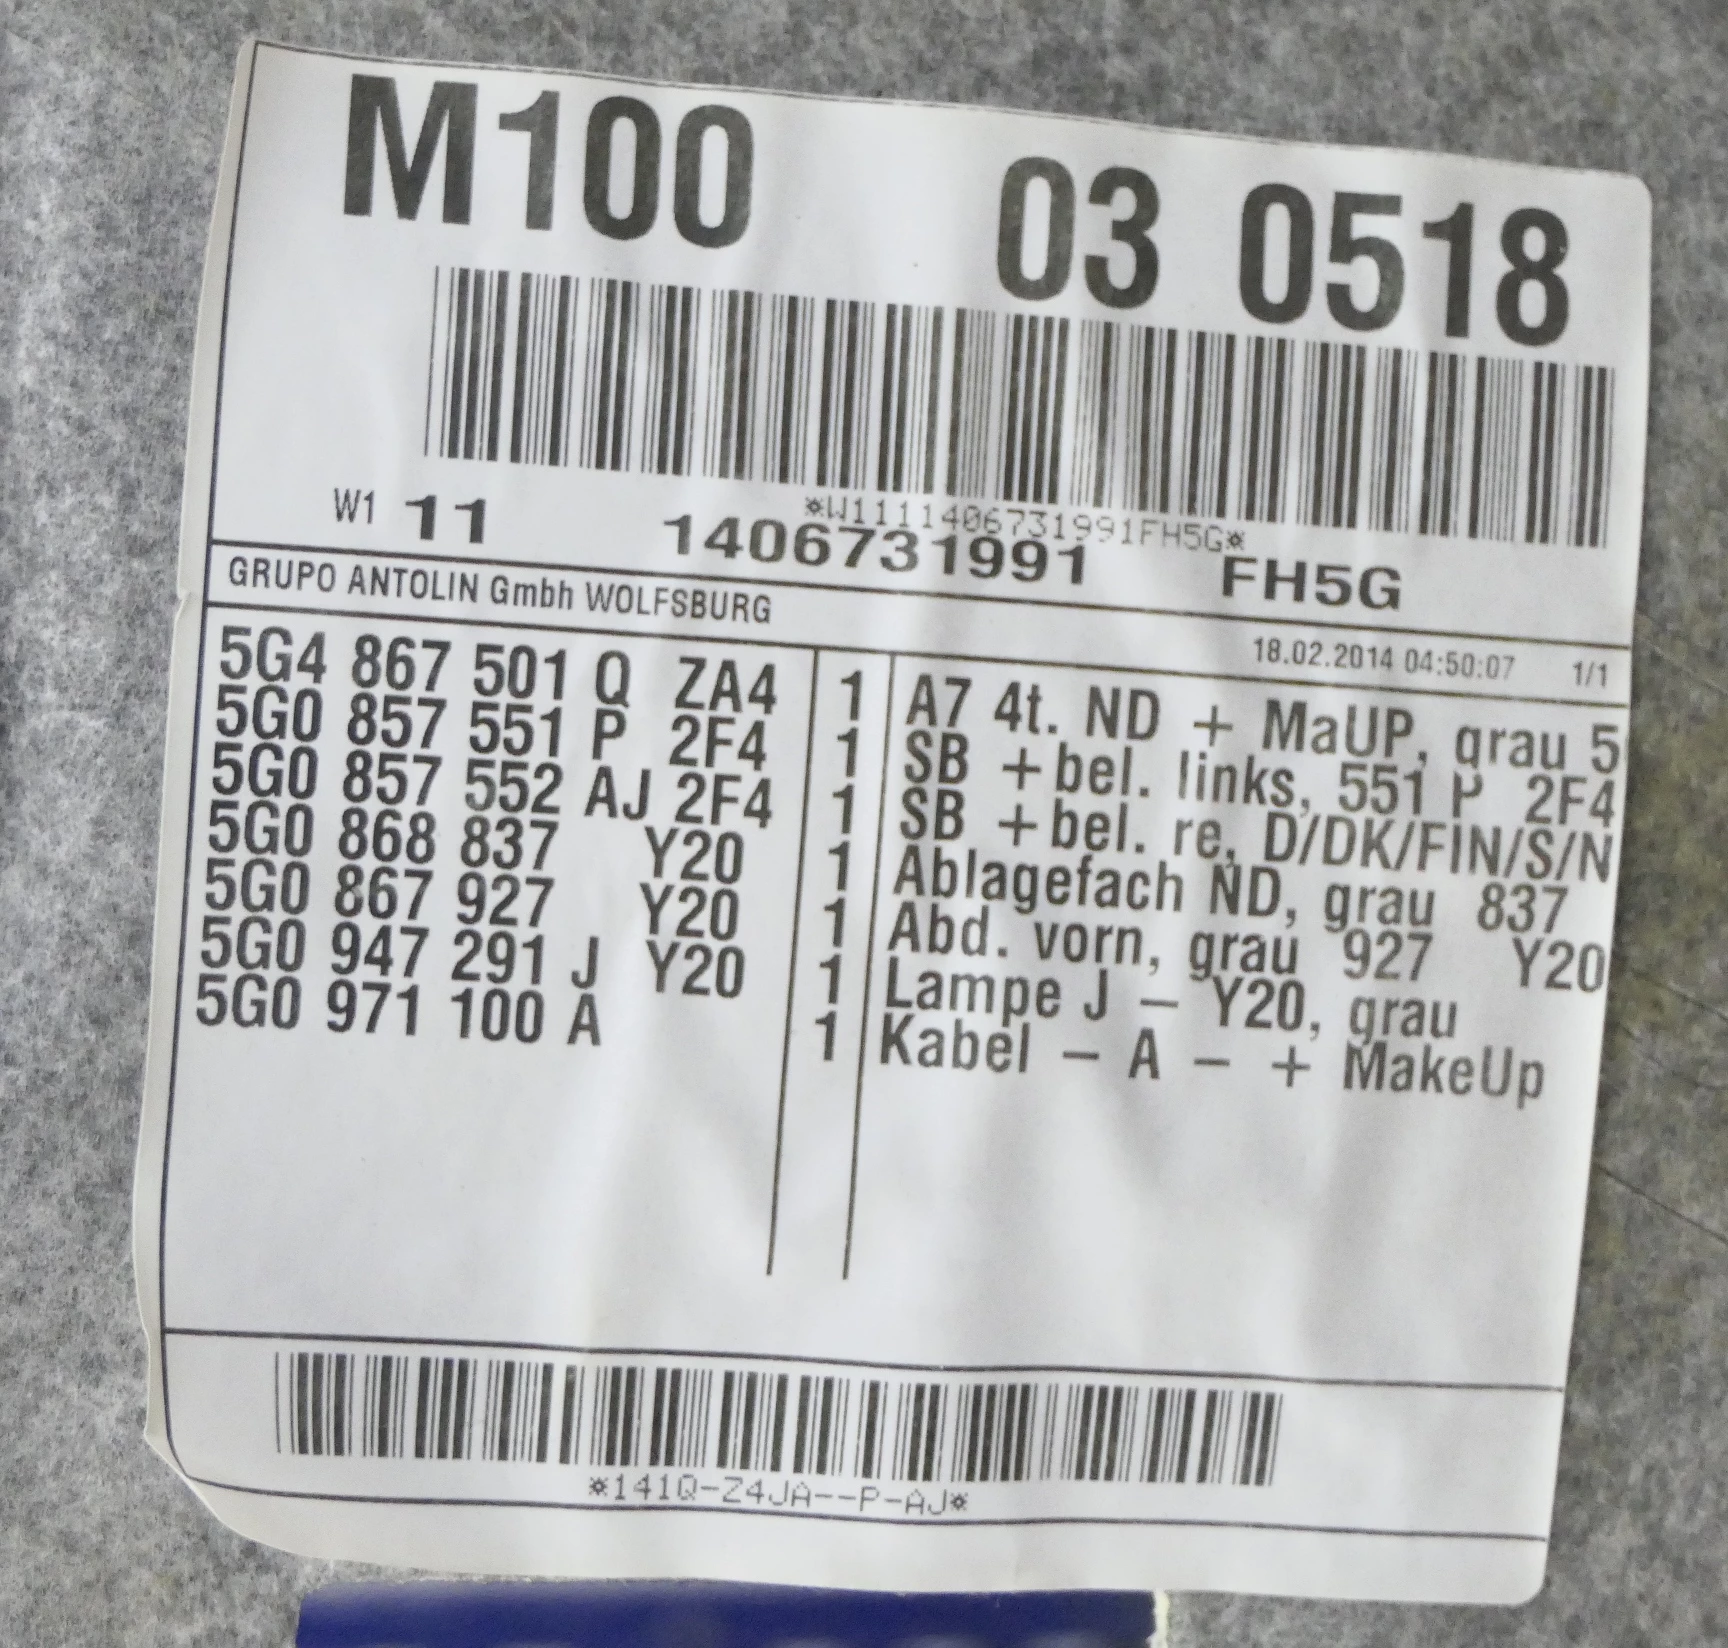 M100 03 0518
*W1111406731991FH5G*
W1 11 1406731991 FH5G
GRUPO ANTOLIN Gmbh WOLFSBURG
18.02.2014 04:50:07 1/1
5G4 867 501 Q ZA4 1 A7 4t. ND + MaUP, grau 5
5G0 857 551 P 2F4 1 SB +bel. links, 551 P 2F4
5G0 857 552 AJ 2F4 1 SB +bel. re, D/DK/FIN/S/N
5G0 868 837 Y20 1 Ablagefach ND, grau 837
5G0 867 927 Y20 1 Abd. vorn, grau 927 Y20
5G0 947 291 J Y20 1 Lampe J – Y20, grau
5G0 971 100 A 1 Kabel – A – + MakeUp
*141Q-Z4JA--P-AJ*